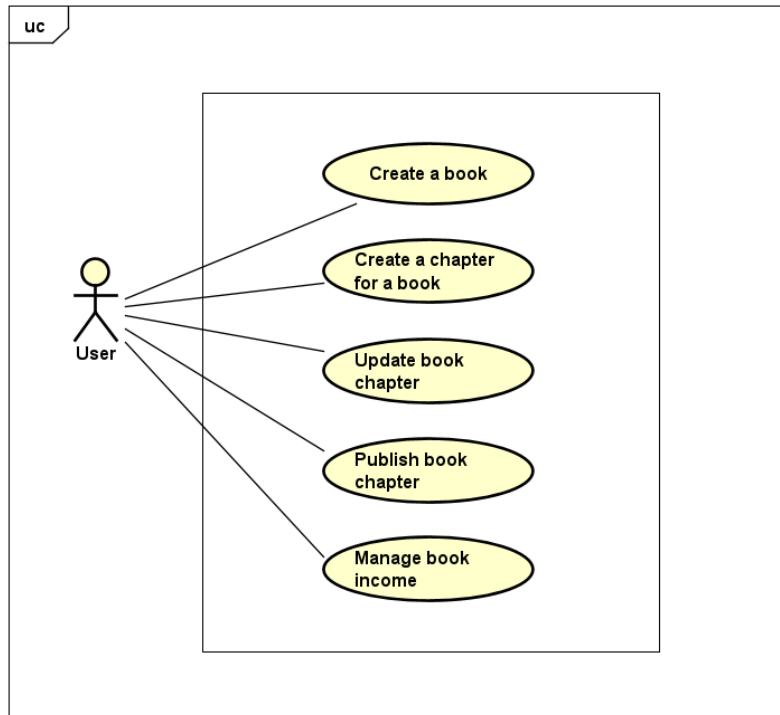 uc
Create a book
Create a chapter
for a book
User
Update book
chapter
Publish book
chapter
Manage book
income